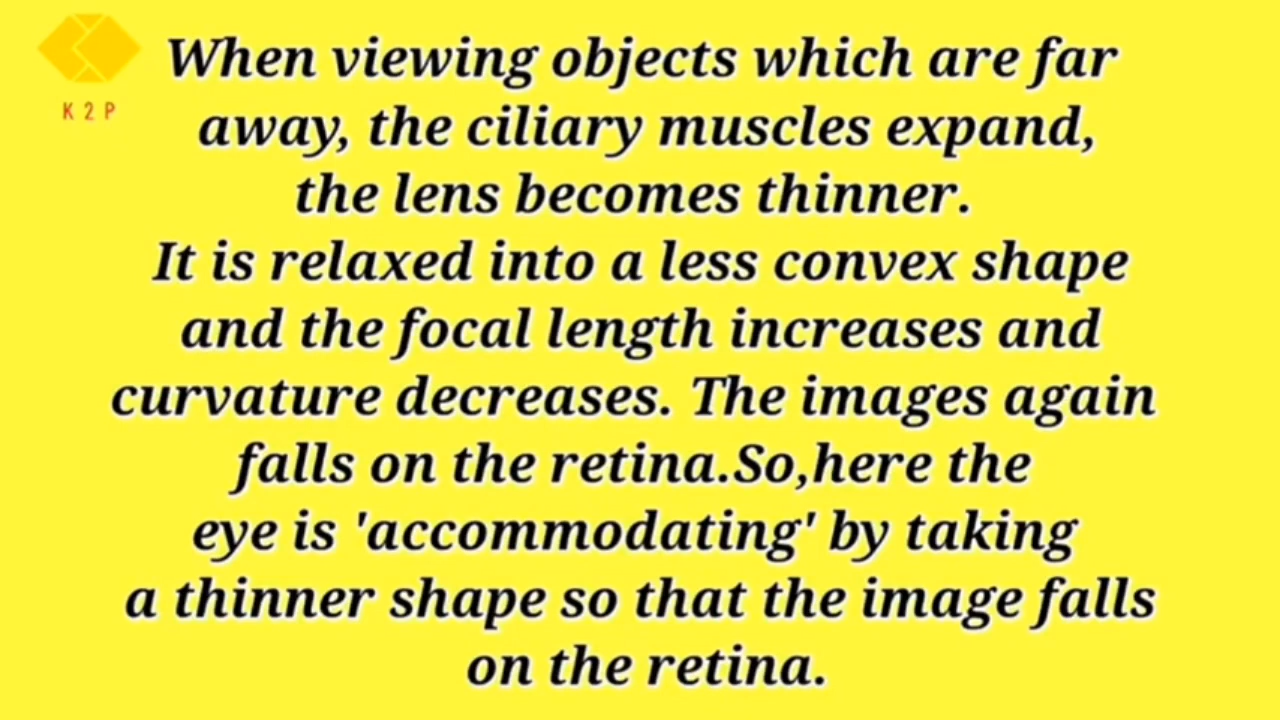 K2P
When viewing objects which are far
away, the ciliary muscles expand,
the lens becomes thinner.
It is relaxed into a less convex shape
and the focal length increases and
curvature decreases. The images again
falls on the retina.So,here the
eye is 'accommodating' by taking
a thinner shape so that the image falls
on the retina.